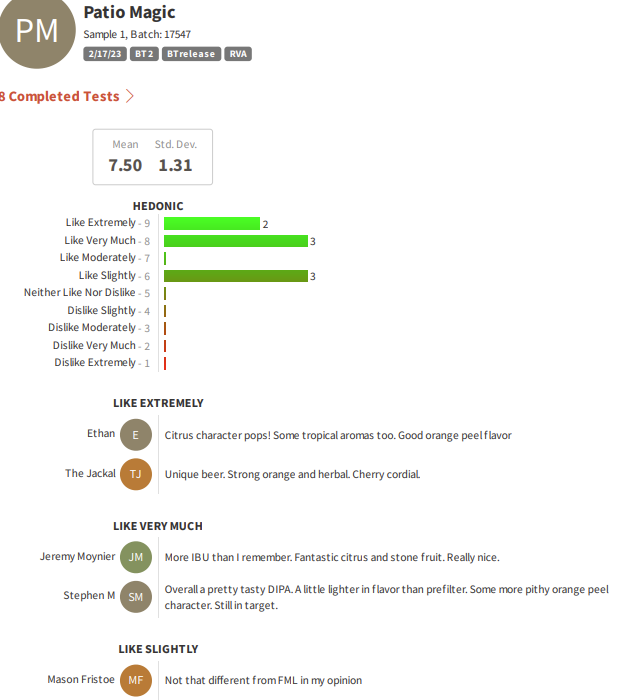 PM
Patio Magic
Sample 1, Batch: 17547
2/17/23 BT2 BTrelease RVA
8 Completed Tests
Mean Std. Dev.
7.50 1.31
HEDONIC
Like Extremely - 9 2
Like Very Much - 8 3
Like Moderately - 7
Like Slightly - 6 3
Neither Like Nor Dislike - 5
Dislike Slightly - 4
Dislike Moderately - 3
Dislike Very Much - 2
Dislike Extremely - 1
LIKE EXTREMELY
Ethan E Citrus character pops! Some tropical aromas too. Good orange peel flavor
The Jackal TJ Unique beer. Strong orange and herbal. Cherry cordial.
LIKE VERY MUCH
Jeremy Moynier JM More IBU than I remember. Fantastic citrus and stone fruit. Really nice.
Stephen M SM Overall a pretty tasty DIPA. A little lighter in flavor than prefilter. Some more pithy orange peel
character. Still in target.
LIKE SLIGHTLY
Mason Fristoe MF Not that different from FML in my opinion